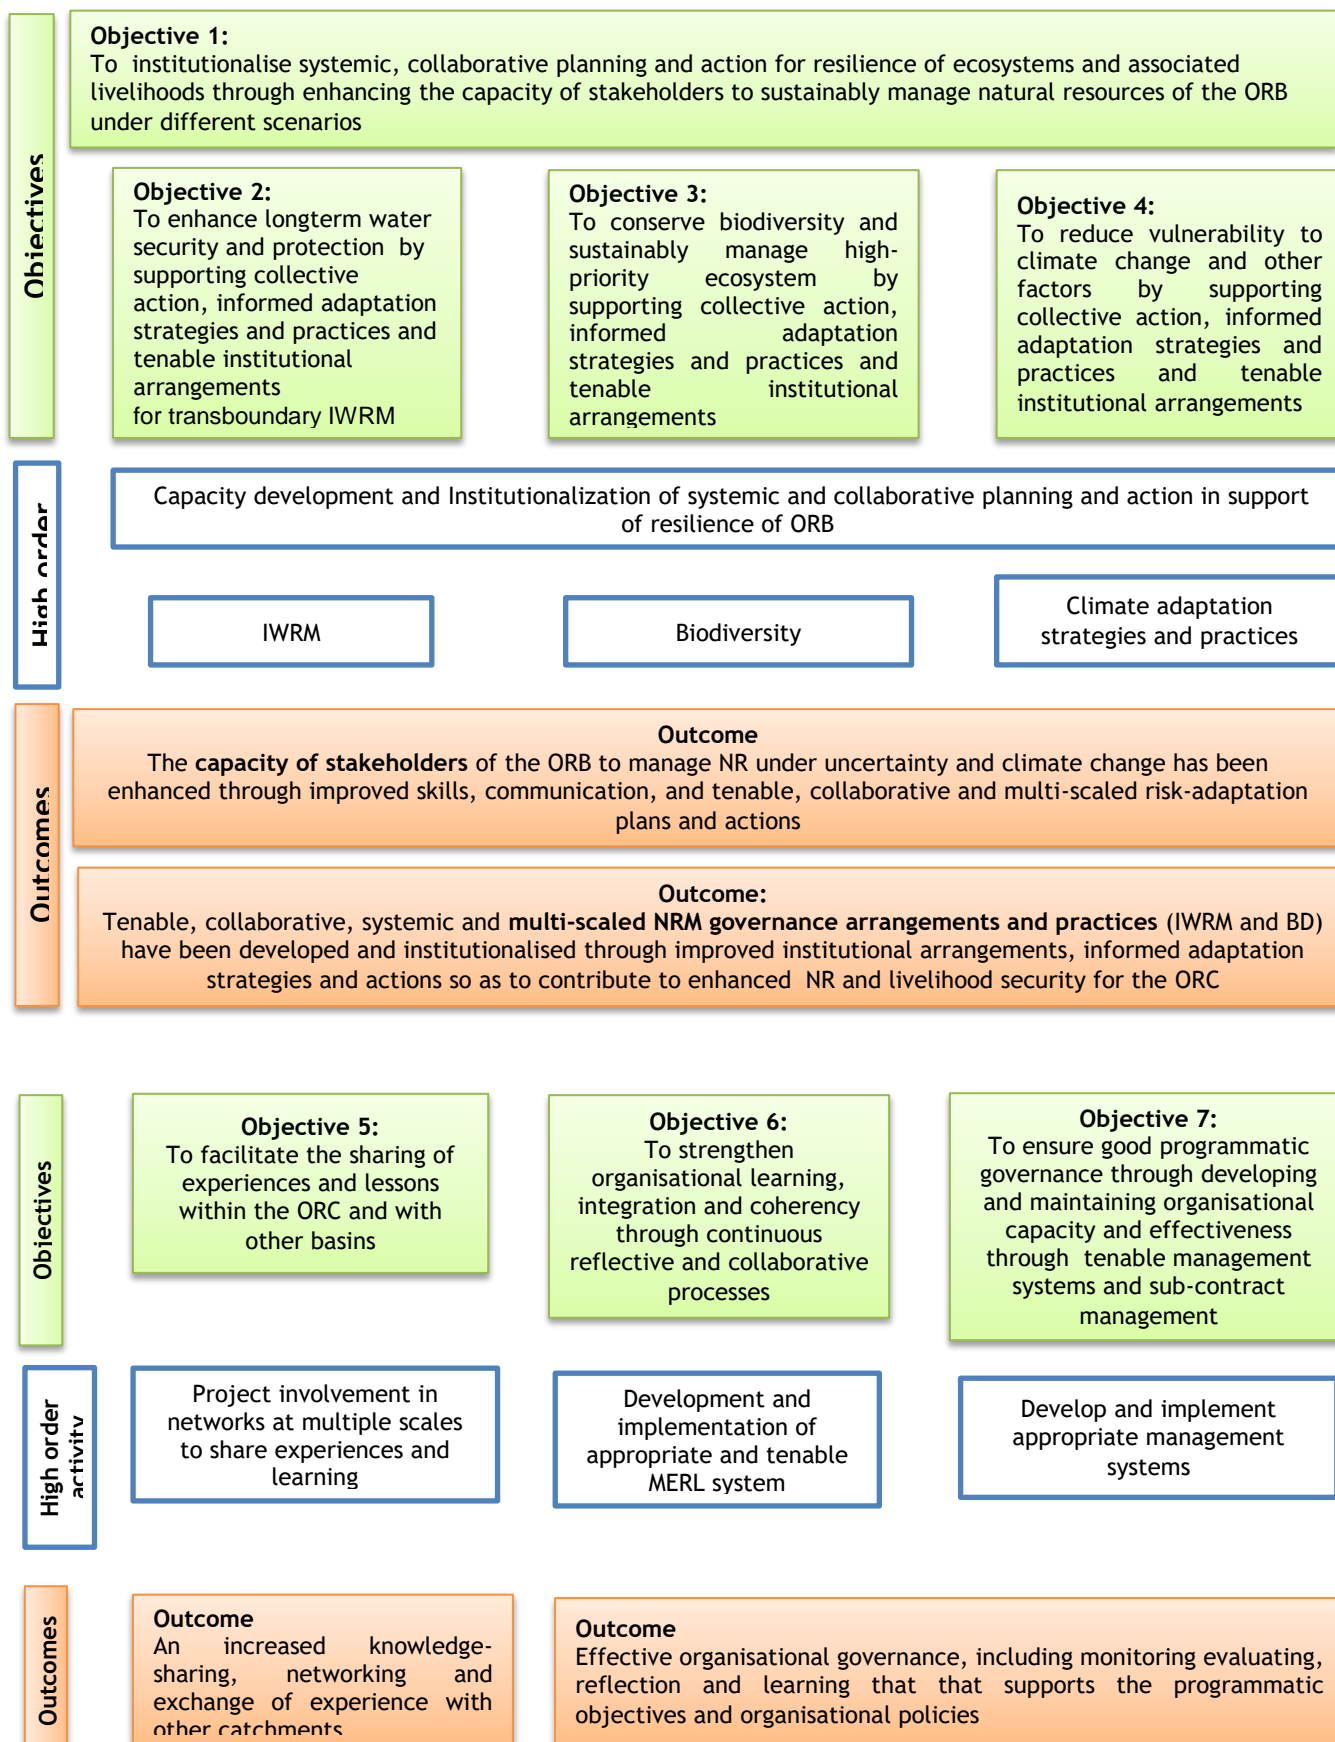 Objectives
Objective 1:
To institutionalise systemic, collaborative planning and action for resilience of ecosystems and associated
livelihoods through enhancing the capacity of stakeholders to sustainably manage natural resources of the ORB
under different scenarios
Objective 2:
To enhance longterm water
security and protection by
supporting collective
action, informed adaptation
strategies and practices and
tenable institutional
arrangements
for transboundary IWRM
Objective 3:
To conserve biodiversity and
sustainably manage high-
priority ecosystem by
supporting collective action,
informed adaptation
strategies and practices and
tenable institutional
arrangements
Objective 4:
To reduce vulnerability to
climate change and other
factors by supporting
collective action, informed
adaptation strategies and
practices and tenable
institutional arrangements
High order
Capacity development and Institutionalization of systemic and collaborative planning and action in support
of resilience of ORB
IWRM
Biodiversity
Climate adaptation
strategies and practices
Outcomes
Outcome
The capacity of stakeholders of the ORB to manage NR under uncertainty and climate change has been
enhanced through improved skills, communication, and tenable, collaborative and multi-scaled risk-adaptation
plans and actions
Outcome:
Tenable, collaborative, systemic and multi-scaled NRM governance arrangements and practices (IWRM and BD)
have been developed and institutionalised through improved institutional arrangements, informed adaptation
strategies and actions so as to contribute to enhanced NR and livelihood security for the ORC
Objectives
Objective 5:
To facilitate the sharing of
experiences and lessons
within the ORC and with
other basins
Objective 6:
To strengthen
organisational learning,
integration and coherency
through continuous
reflective and collaborative
processes
Objective 7:
To ensure good programmatic
governance through developing
and maintaining organisational
capacity and effectiveness
through tenable management
systems and sub-contract
management
High order
activity
Project involvement in
networks at multiple scales
to share experiences and
learning
Development and
implementation of
appropriate and tenable
MERL system
Develop and implement
appropriate management
systems
Outcomes
Outcome
An increased knowledge-
sharing, networking and
exchange of experience with
other catchments
Outcome
Effective organisational governance, including monitoring evaluating,
reflection and learning that that supports the programmatic
objectives and organisational policies